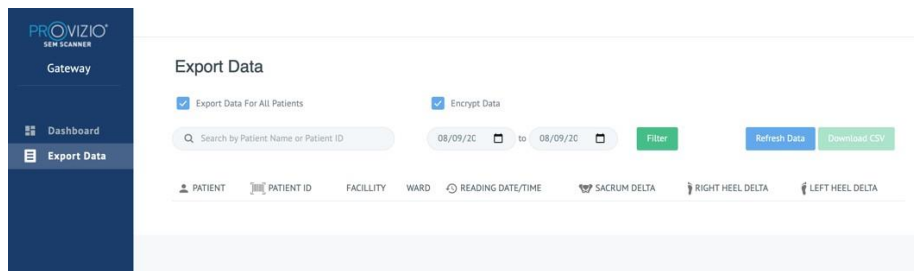 PROVIZIO®
SEM SCANNER
Gateway
Dashboard
Export Data
Export Data
Export Data For All Patients
Encrypt Data
Search by Patient Name or Patient ID
08/09/20 to 08/09/20
Filter
Refresh Data
Download CSV
PATIENT PATIENT ID FACILLITY WARD READING DATE/TIME SACRUM DELTA RIGHT HEEL DELTA LEFT HEEL DELTA